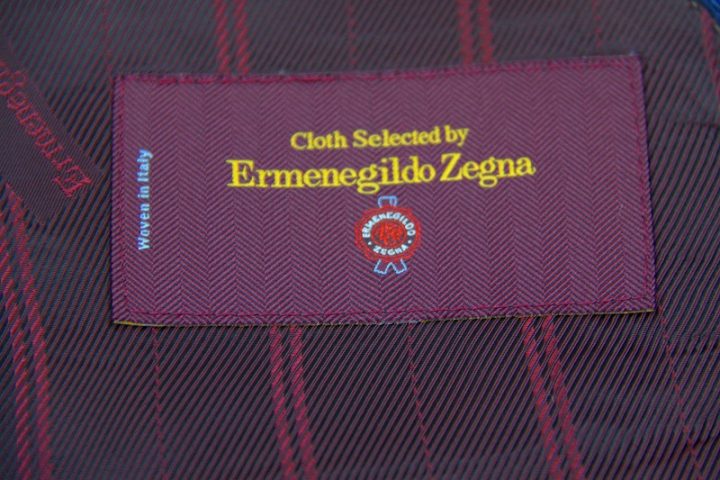 Cloth Selected by
Ermenegildo Zegna
Woven in Italy
ERMENEGILDO
ZEGNA